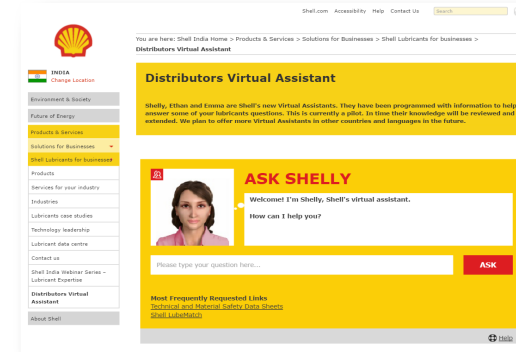 Shell.com Accessibility Help Contact Us Search
You are here: Shell India Home > Products & Services > Solutions for Businesses > Shell Lubricants for businesses >
Distributors Virtual Assistant
INDIA
Change Location
Environment & Society
Future of Energy
Products & Services
Solutions for Businesses
Shell Lubricants for businesses
Products
Services for your industry
Industries
Lubricants case studies
Technology leadership
Lubricant data centre
Contact us
Shell India Webinar Series –
Lubricant Expertise
Distributors Virtual
Assistant
About Shell
Distributors Virtual Assistant
Shelly, Ethan and Emma are Shell's new Virtual Assistants. They have been programmed with information to help
answer some of your lubricants questions. This is currently a pilot. In time their knowledge will be reviewed and
extended. We plan to offer more Virtual Assistants in other countries and languages in the future.
ASK SHELLY
Welcome! I'm Shelly, Shell's virtual assistant.
How can I help you?
Please type your question here...
ASK
Most Frequently Requested Links
Technical and Material Safety Data Sheets
Shell LubeMatch
Help